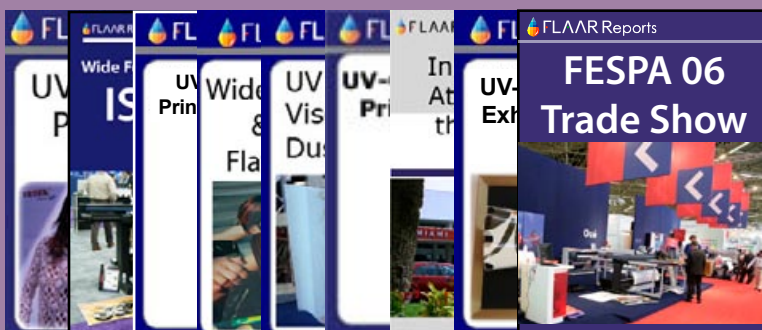 FL
UV
P
FLAAR R
Wide F
IS
FL
UV
Prin
FL
Wide
&
Fla
FL
UV
Vis
Dus
FL
UV-
Pri
FLAAR
In
At
th
MIAMI
FL
UV-
Exh
FLAAR Reports
FESPA 06
Trade Show